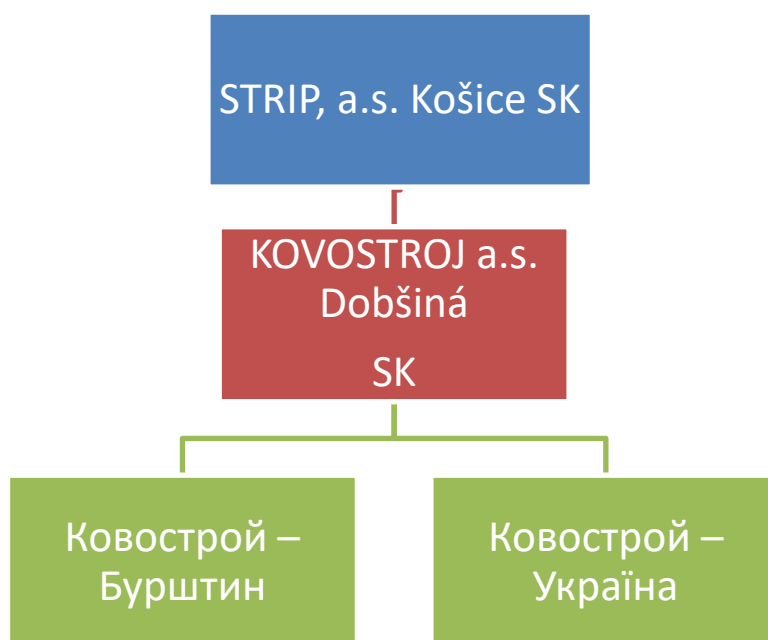 STRIP, a.s. Košice SK
KOVOSTROJ a.s.
Dobšiná
SK
Ковострой –
Бурштин
Ковострой –
Україна